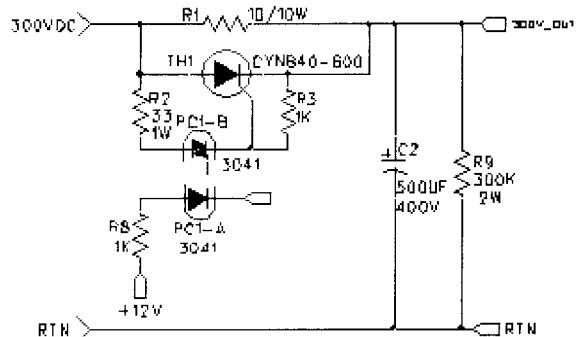 R1
10/10W
300VDC
300V_OUT
TH1
CYNB40-600
R2
33
1W
R3
1K
PC1-B
3041
C2
+
500UF
400V
R9
300K
2W
R8
1K
PC1-A
3041
+12V
RTN
RTN